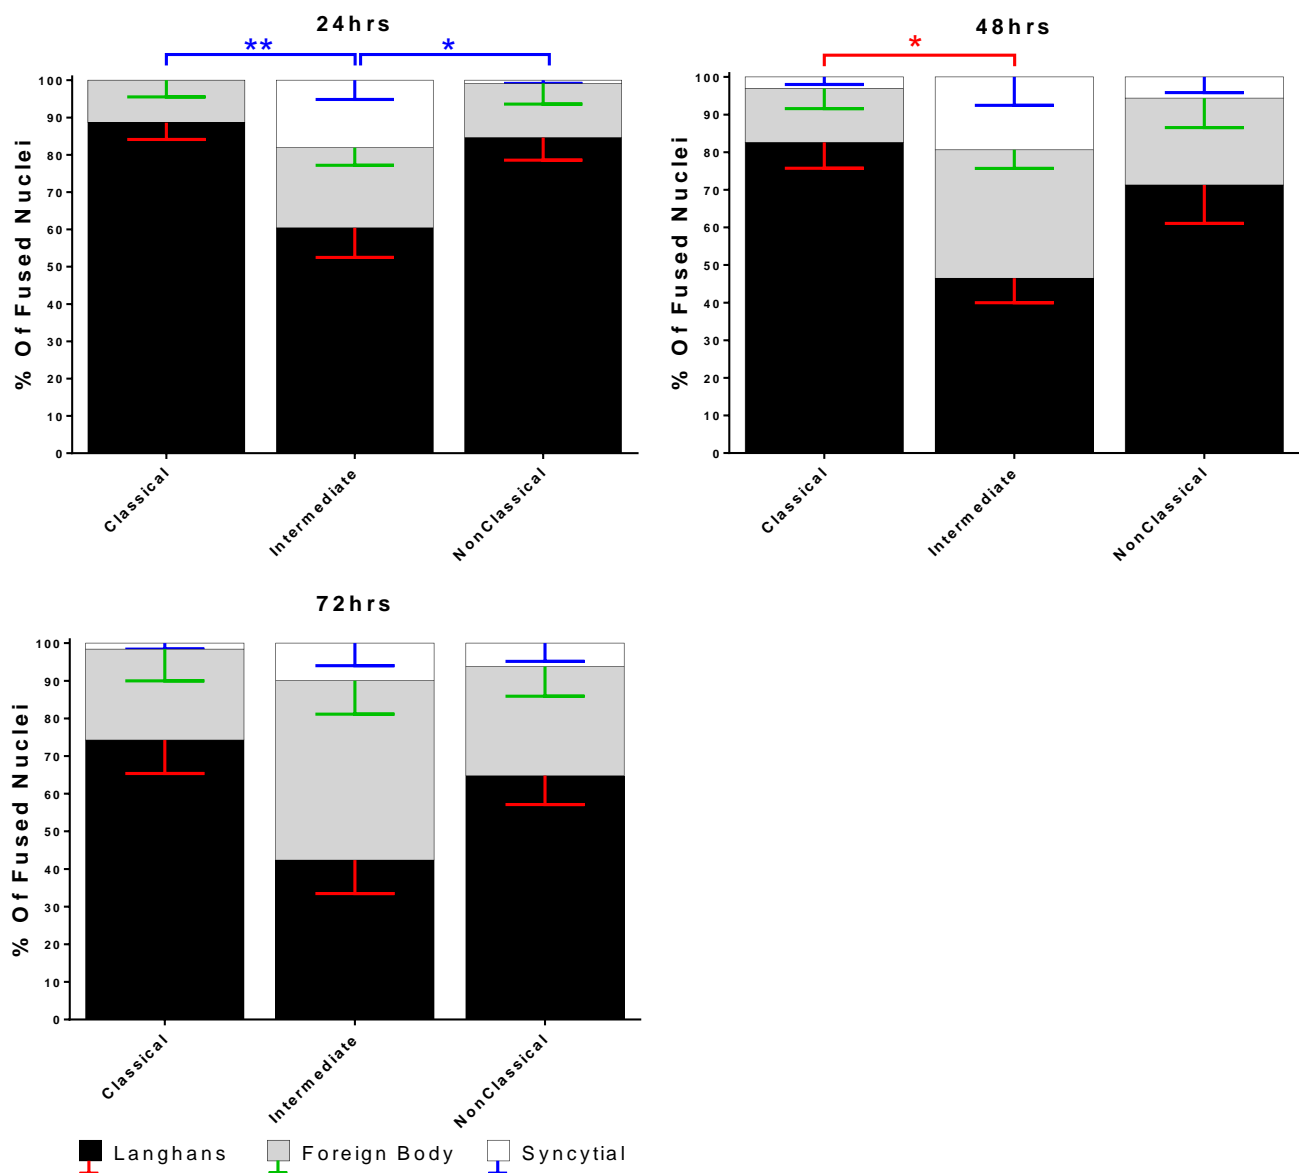 24hrs
** *
% Of Fused Nuclei
100
90
80
70
60
50
40
30
20
10
0
Classical
Intermediate
NonClassical
48hrs
*
% Of Fused Nuclei
100
90
80
70
60
50
40
30
20
10
0
Classical
Intermediate
NonClassical
72hrs
% Of Fused Nuclei
100
90
80
70
60
50
40
30
20
10
0
Classical
Intermediate
NonClassical
Langhans Foreign Body Syncytial